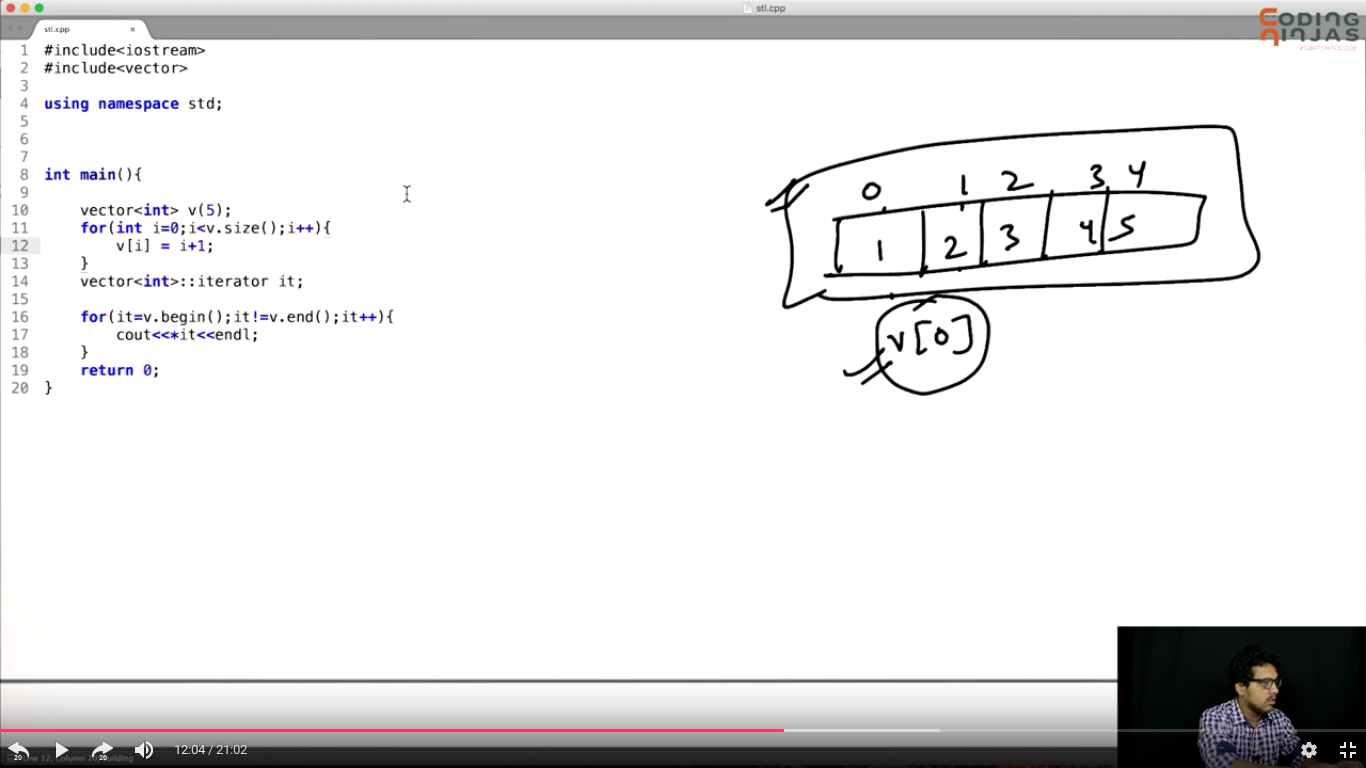 stl.cpp
CODING
NINJAS
#SWITCHTOCODE
stl.cpp ×
1 #include<iostream>
2 #include<vector>
3
4 using namespace std;
5
6
7
8 int main(){
9
10 vector<int> v(5);
11 for(int i=0;i<v.size();i++){
12 v[i] = i+1;
13 }
14 vector<int>::iterator it;
15
16 for(it=v.begin();it!=v.end();it++){
17 cout<<*it<<endl;
18 }
19 return 0;
20 }
0 1 2 3 4
1 2 3 4 5
v[0]
20 20 12:04 / 21:02
Line 12, Column 20 Building